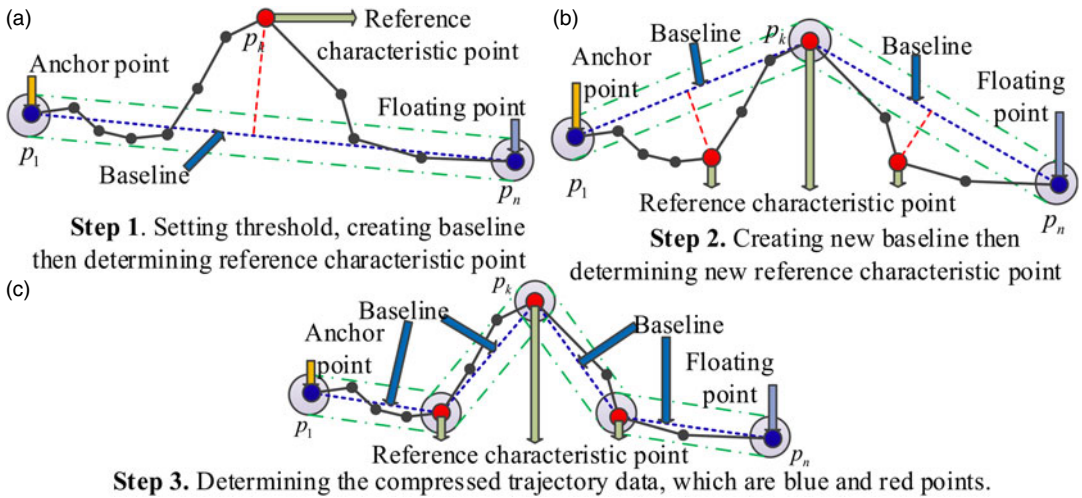 (a)
p_k
Reference
characteristic point
Anchor point
Floating point
p_1
Baseline
p_n
Step 1. Setting threshold, creating baseline
then determining reference characteristic point
(b)
Baseline
p_k
Anchor
point
Baseline
Floating
point
p_1
Reference characteristic point
p_n
Step 2. Creating new baseline then
determining new reference characteristic point
(c)
p_k
Baseline
Anchor
point
Baseline
Floating
point
p_1
Reference characteristic point
p_n
Step 3. Determining the compressed trajectory data, which are blue and red points.